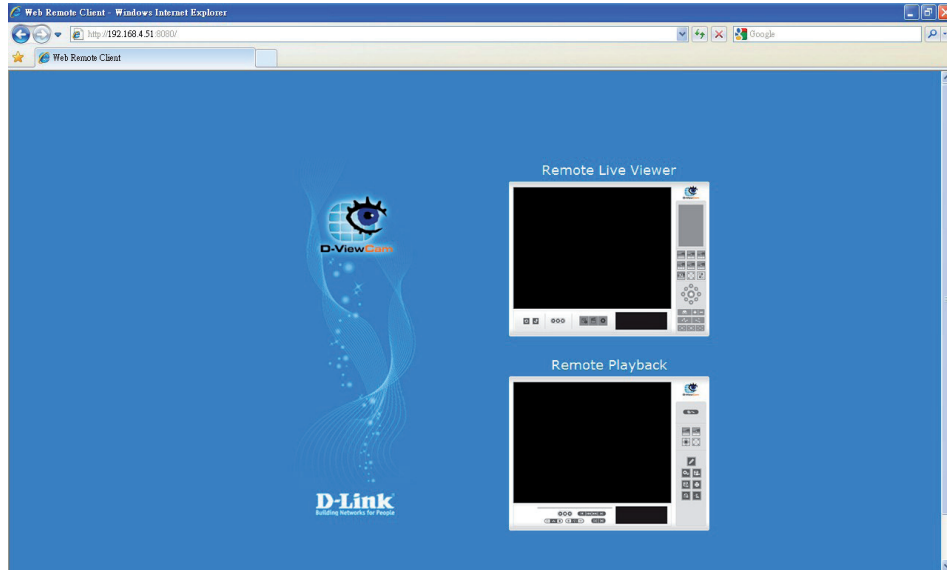 Web Remote Client - Windows Internet Explorer
http://192.168.4.51:8080/
Google
Web Remote Client
Remote Live Viewer
D-ViewCam
Remote Playback
D-Link
Building Networks for People